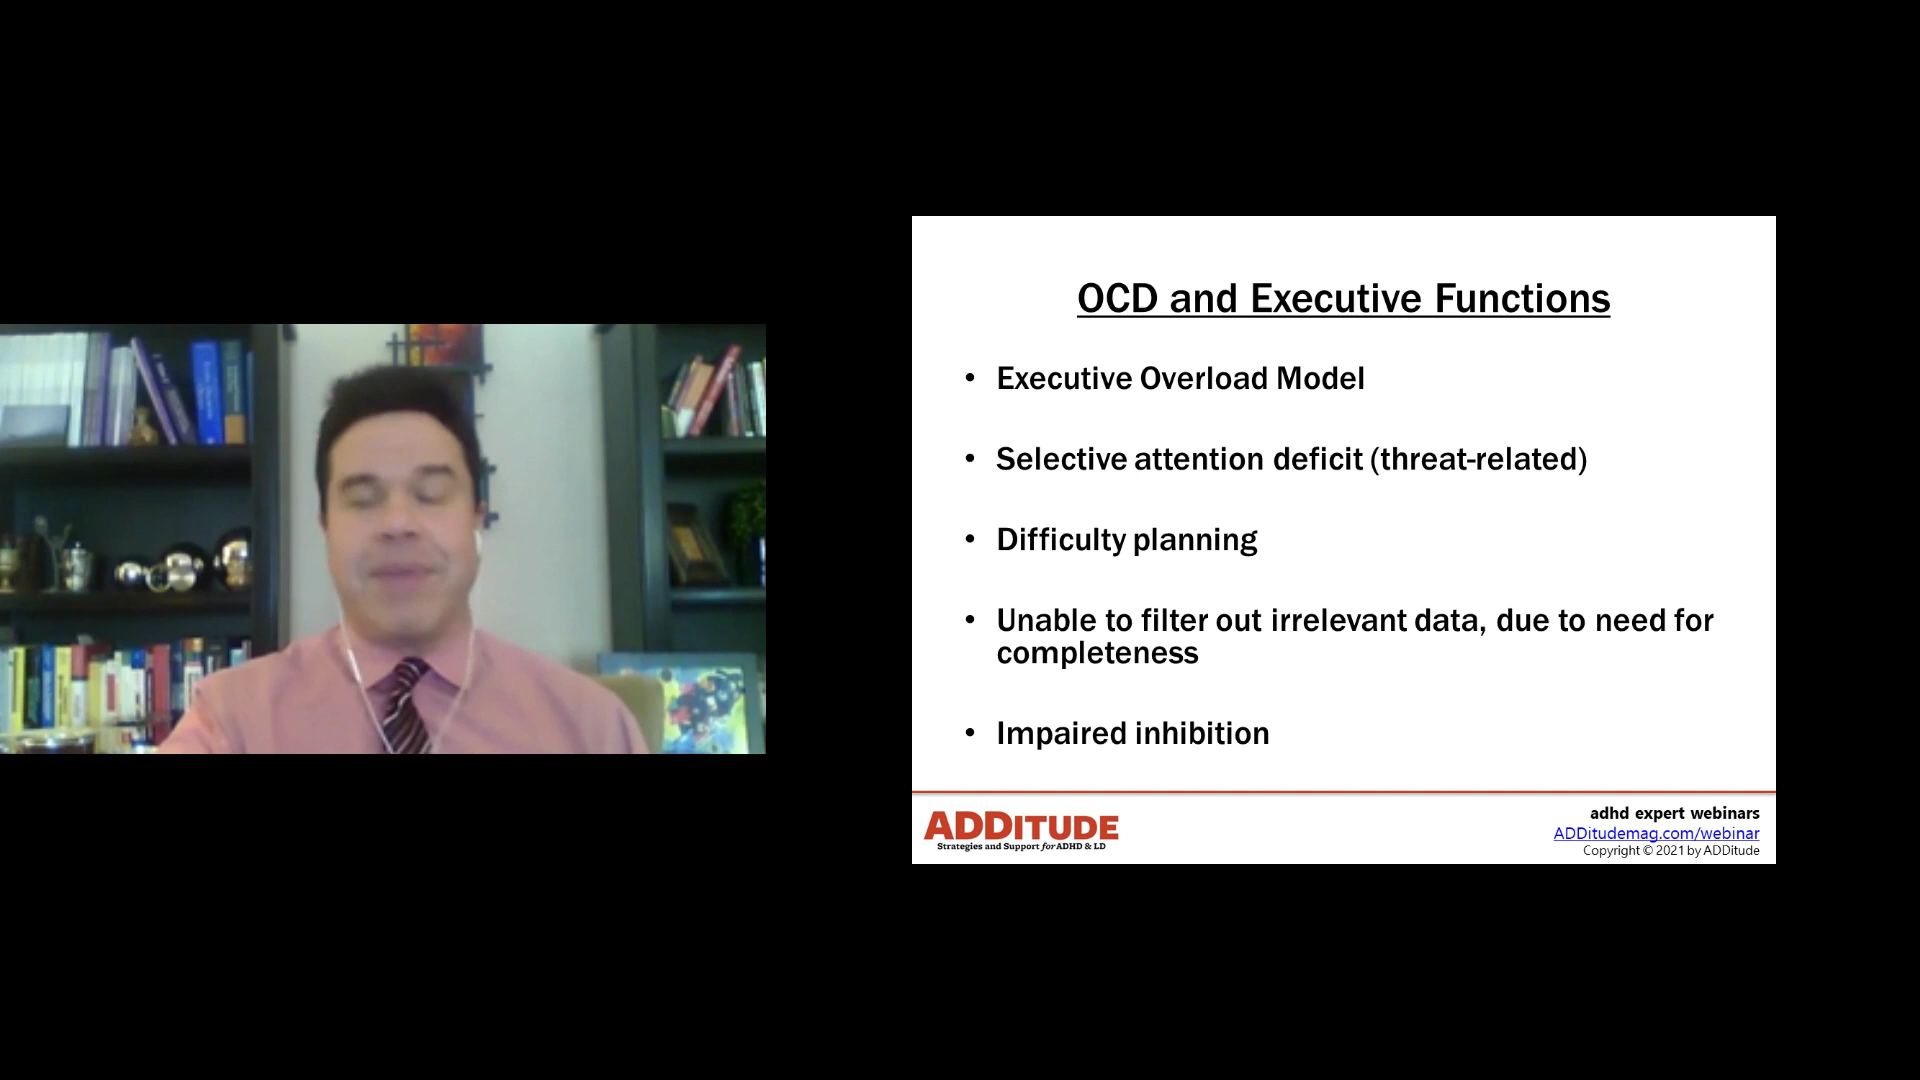 OCD and Executive Functions
• Executive Overload Model
• Selective attention deficit (threat-related)
• Difficulty planning
• Unable to filter out irrelevant data, due to need for
completeness
• Impaired inhibition
ADDITUDE
Strategies and Support for ADHD & LD
adhd expert webinars
ADDitudemag.com/webinar
Copyright © 2021 by ADDitude